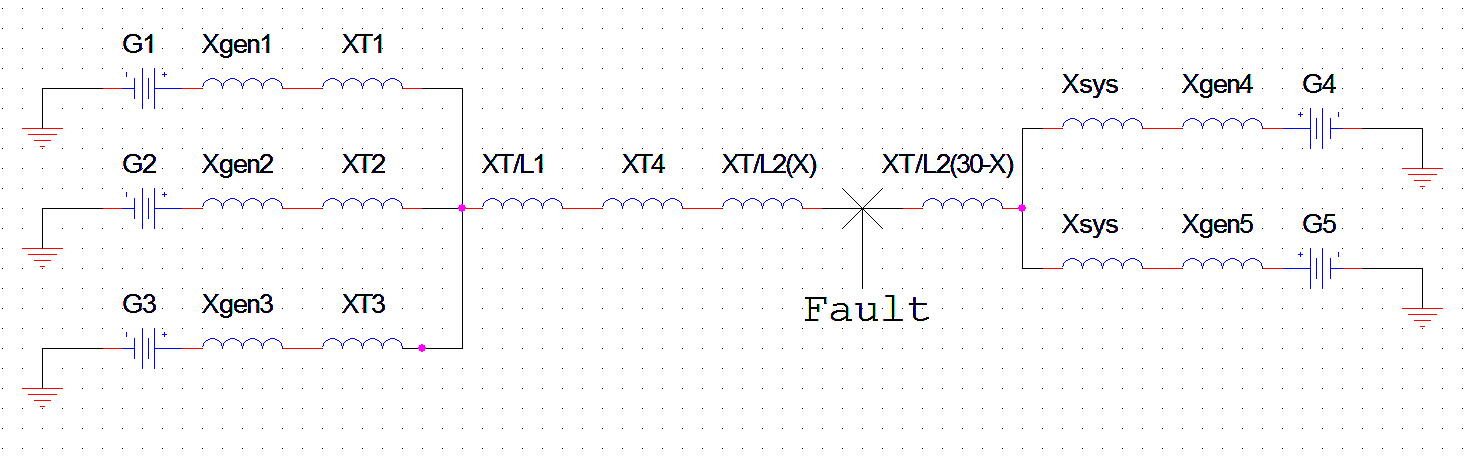 G1 Xgen1 XT1
Xsys Xgen4 G4
G2 Xgen2 XT2 XT/L1 XT4 XT/L2(X) XT/L2(30-X)
Xsys Xgen5 G5
G3 Xgen3 XT3
Fault